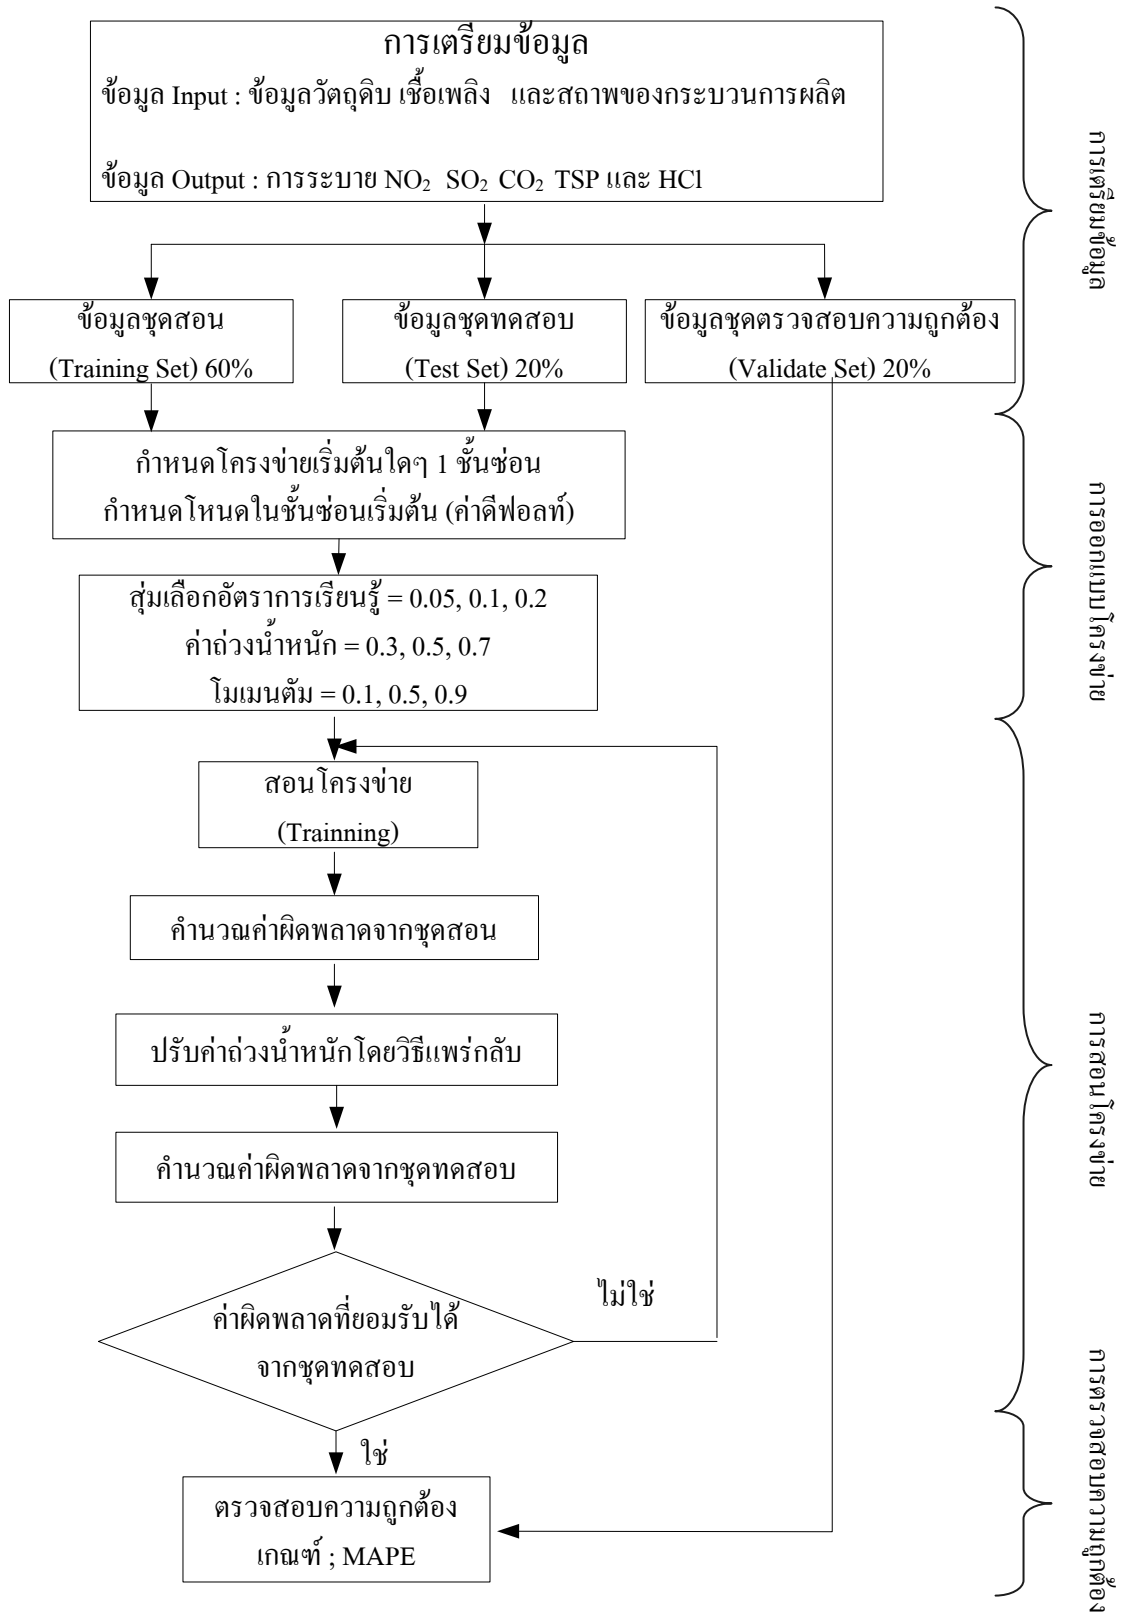 การเตรียมข้อมูล
ข้อมูล Input : ข้อมูลวัตถุดิบ เชื้อเพลิง และสถาพของกระบวนการผลิต
ข้อมูล Output : การระบาย NO₂ SO₂ CO₂ TSP และ HCl
ข้อมูลชุดสอน
(Training Set) 60%
ข้อมูลชุดทดสอบ
(Test Set) 20%
ข้อมูลชุดตรวจสอบความถูกต้อง
(Validate Set) 20%
กำหนดโครงข่ายเริ่มต้นใดๆ 1 ชั้นซ่อน
กำหนดโหนดในชั้นซ่อนเริ่มต้น (ค่าดีฟอลท์)
สุ่มเลือกอัตราการเรียนรู้ = 0.05, 0.1, 0.2
ค่าถ่วงน้ำหนัก = 0.3, 0.5, 0.7
โมเมนตัม = 0.1, 0.5, 0.9
สอนโครงข่าย
(Trainning)
คำนวณค่าผิดพลาดจากชุดสอน
ปรับค่าถ่วงน้ำหนักโดยวิธีแพร่กลับ
คำนวณค่าผิดพลาดจากชุดทดสอบ
ค่าผิดพลาดที่ยอมรับได้
จากชุดทดสอบ
ไม่ใช่
ใช่
ตรวจสอบความถูกต้อง
เกณฑ์ ; MAPE
การเตรียมข้อมูล
การออกแบบโครงข่าย
การสอนโครงข่าย
การตรวจสอบความถูกต้อง